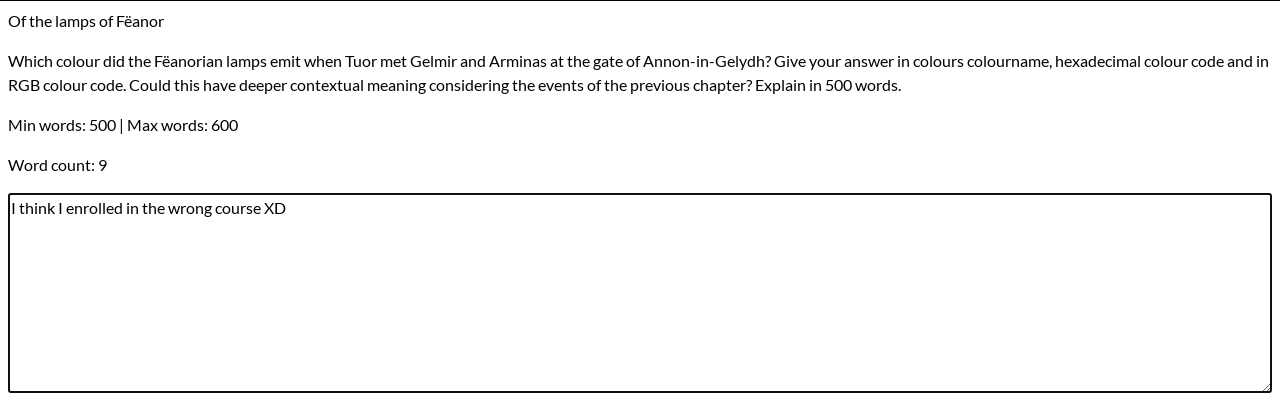 Of the lamps of Fëanor
Which colour did the Fëanorian lamps emit when Tuor met Gelmir and Arminas at the gate of Annon-in-Gelydh? Give your answer in colours colourname, hexadecimal colour code and in
RGB colour code. Could this have deeper contextual meaning considering the events of the previous chapter? Explain in 500 words.
Min words: 500 | Max words: 600
Word count: 9
I think I enrolled in the wrong course XD